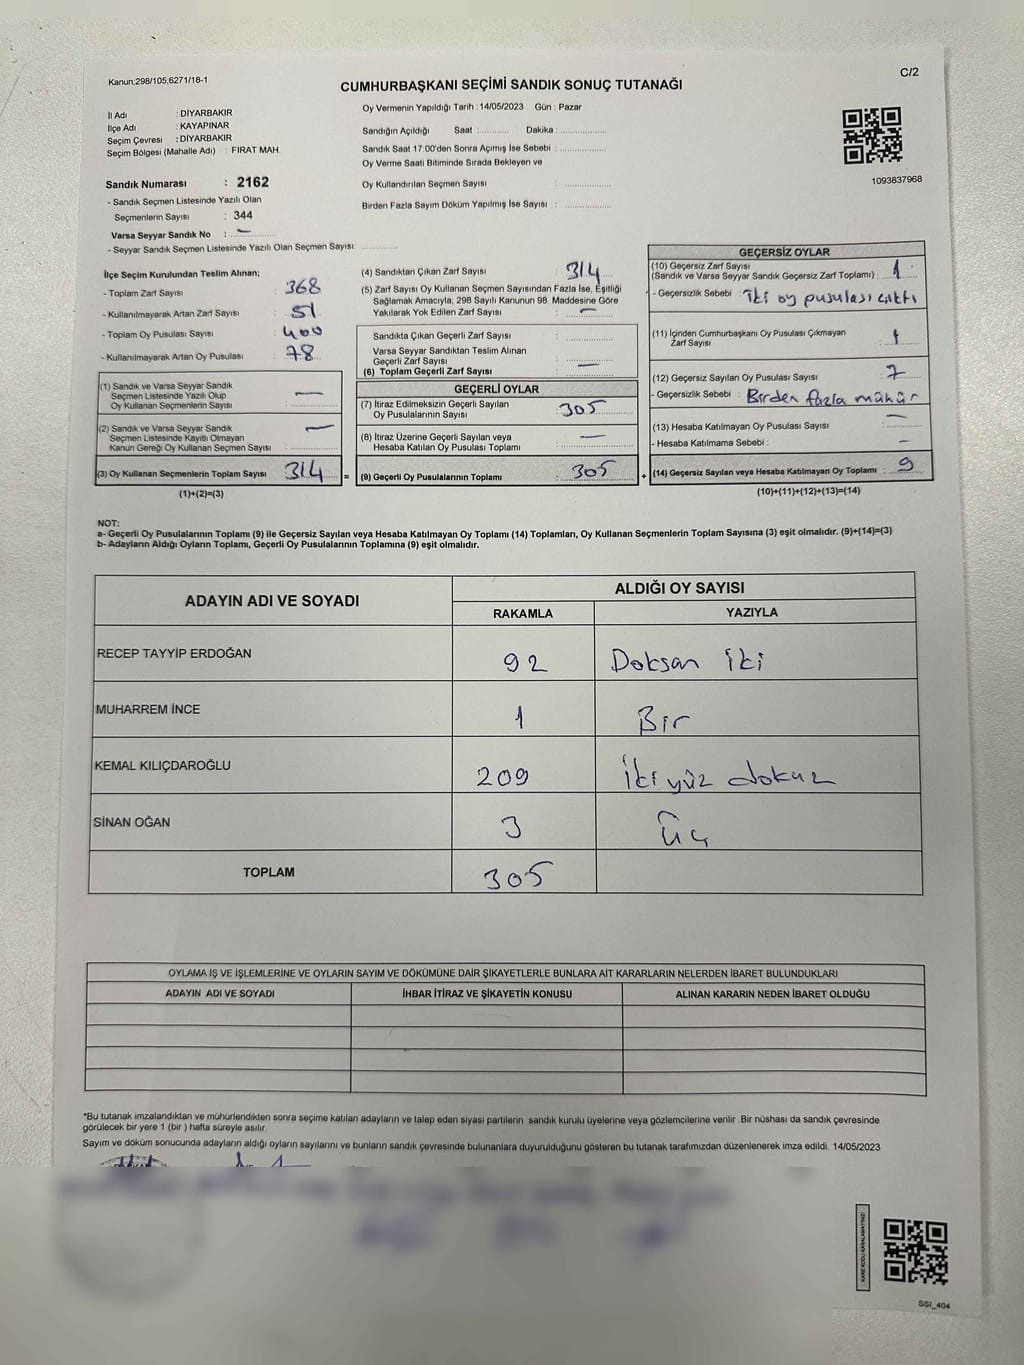 Kanun,298/105,6271/18-1
C/2
CUMHURBAŞKANI SEÇİMİ SANDIK SONUÇ TUTANAĞI
İl Adı : DİYARBAKIR
İlçe Adı : KAYAPINAR
Seçim Çevresi : DİYARBAKIR
Seçim Bölgesi (Mahalle Adı) : FIRAT MAH.
Sandık Numarası : 2162
- Sandık Seçmen Listesinde Yazılı Olan
Seçmenlerin Sayısı : 344
Varsa Seyyar Sandık No : —
- Seyyar Sandık Seçmen Listesinde Yazılı Olan Seçmen Sayısı:
Oy Vermenin Yapıldığı Tarih : 14/05/2023 Gün : Pazar
Sandığın Açıldığı Saat : Dakika :
Sandık Saat 17:00'den Sonra Açımış İse Sebebi :
Oy Verme Saati Bitiminde Sırada Bekleyen ve
Oy Kullandırılan Seçmen Sayısı :
Birden Fazla Sayım Döküm Yapılmış İse Sayısı :
1093837968
İlçe Seçim Kurulundan Teslim Alınan;
- Toplam Zarf Sayısı : 368
- Kullanılmayarak Artan Zarf Sayısı : 51
- Toplam Oy Pusulası Sayısı : 400
- Kullanılmayarak Artan Oy Pusulası : 78
(1) Sandık ve Varsa Seyyar Sandık
Seçmen Listesinde Yazılı Olup
Oy Kullanan Seçmenlerin Sayısı : —
(2) Sandık ve Varsa Seyyar Sandık
Seçmen Listesinde Kayıtlı Olmayan
Kanun Gereği Oy Kullanan Seçmen Sayısı : —
(3) Oy Kullanan Seçmenlerin Toplam Sayısı 314 =
(1)+(2)=(3)
(4) Sandıktan Çıkan Zarf Sayısı : 314
(5) Zarf Sayısı Oy Kullanan Seçmen Sayısından Fazla İse, Eşitliği
Sağlamak Amacıyla, 298 Sayılı Kanunun 98. Maddesine Göre
Yakılarak Yok Edilen Zarf Sayısı : —
Sandıkta Çıkan Geçerli Zarf Sayısı :
Varsa Seyyar Sandıktan Teslim Alınan
Geçerli Zarf Sayısı :
(6) Toplam Geçerli Zarf Sayısı : —
GEÇERLİ OYLAR
(7) İtiraz Edilmeksizin Geçerli Sayılan
Oy Pusulalarının Sayısı : 305
(8) İtiraz Üzerine Geçerli Sayılan veya
Hesaba Katılan Oy Pusulası Toplamı : —
(9) Geçerli Oy Pusulalarının Toplamı : 305 +
GEÇERSİZ OYLAR
(10) Geçersiz Zarf Sayısı
(Sandık ve Varsa Seyyar Sandık Geçersiz Zarf Toplamı) : 1
- Geçersizlik Sebebi : İki oy pusulası çıktı
(11) İçinden Cumhurbaşkanı Oy Pusulası Çıkmayan
Zarf Sayısı : 1
(12) Geçersiz Sayılan Oy Pusulası Sayısı : 7
- Geçersizlik Sebebi : Birden fazla mühür
(13) Hesaba Katılmayan Oy Pusulası Sayısı : —
- Hesaba Katılmama Sebebi : —
(14) Geçersiz Sayılan veya Hesaba Katılmayan Oy Toplamı : 9
(10)+(11)+(12)+(13)=(14)
NOT:
a- Geçerli Oy Pusulalarının Toplamı (9) ile Geçersiz Sayılan veya Hesaba Katılmayan Oy Toplamı (14) Toplamları, Oy Kullanan Seçmenlerin Toplam Sayısına (3) eşit olmalıdır. (9)+(14)=(3)
b- Adayların Aldığı Oyların Toplamı, Geçerli Oy Pusulalarının Toplamına (9) eşit olmalıdır.
ADAYIN ADI VE SOYADI
ALDIĞI OY SAYISI
RAKAMLA YAZIYLA
RECEP TAYYİP ERDOĞAN 92 Doksan iki
MUHARREM İNCE 1 Bir
KEMAL KILIÇDAROĞLU 209 İki yüz dokuz
SİNAN OĞAN 3 Üç
TOPLAM 305
OYLAMA İŞ VE İŞLEMLERİNE VE OYLARIN SAYIM VE DÖKÜMÜNE DAİR ŞİKAYETLERLE BUNLARA AİT KARARLARIN NELERDEN İBARET BULUNDUKLARI
ADAYIN ADI VE SOYADI İHBAR İTİRAZ VE ŞİKAYETİN KONUSU ALINAN KARARIN NEDEN İBARET OLDUĞU
*Bu tutanak imzalandıktan ve mühürlendikten sonra seçime katılan adayların ve talep eden siyasi partilerin sandık kurulu üyelerine veya gözlemcilerine verilir .Bir nüshası da sandık çevresinde
görülecek bir yere 1 (bir ) hafta süreyle asılır.
Sayım ve döküm sonucunda adayların aldığı oyların sayılarını ve bunların sandık çevresinde bulunanlara duyurulduğunu gösteren bu tutanak tarafımızdan düzenlenerek imza edildi. 14/05/2023
KARE KODU KARALAMAYINIZ!
SSI_404